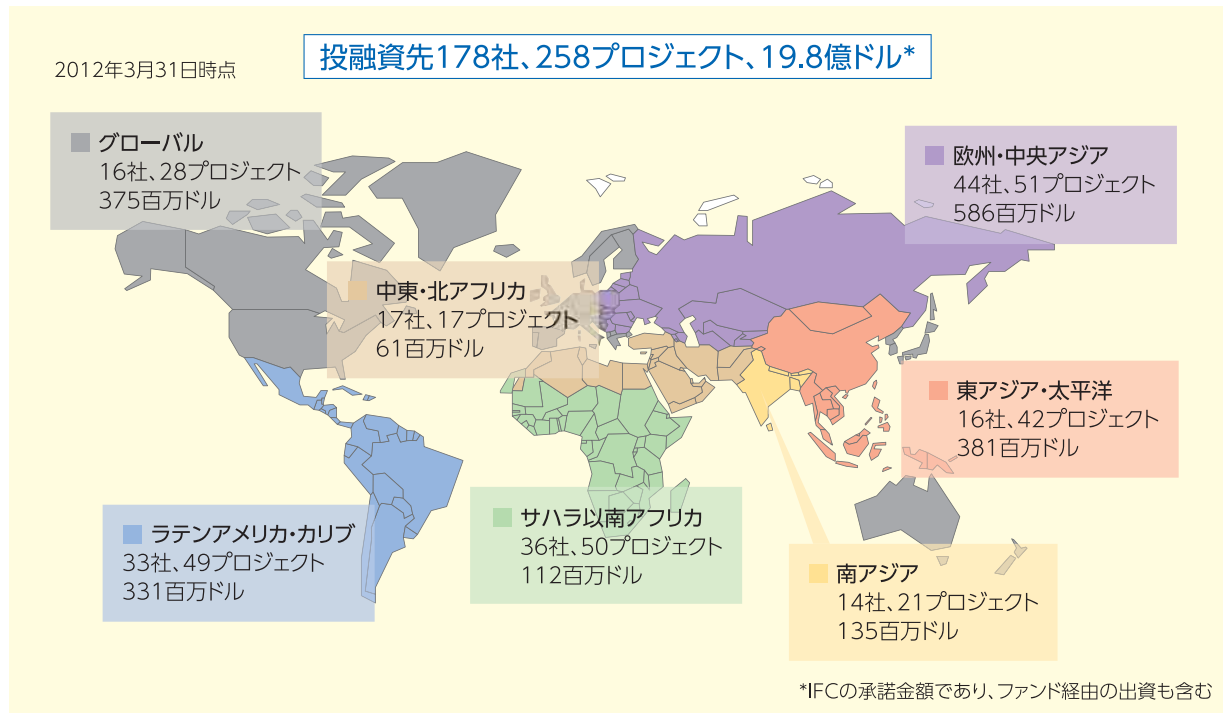 投融資先178社、258プロジェクト、19.8億ドル*
2012年3月31日時点
グローバル
16社、28プロジェクト
375百万ドル
欧州・中央アジア
44社、51プロジェクト
586百万ドル
中東・北アフリカ
17社、17プロジェクト
61百万ドル
東アジア・太平洋
16社、42プロジェクト
381百万ドル
ラテンアメリカ・カリブ
33社、49プロジェクト
331百万ドル
サハラ以南アフリカ
36社、50プロジェクト
112百万ドル
南アジア
14社、21プロジェクト
135百万ドル
*IFCの承諾金額であり、ファンド経由の出資も含む